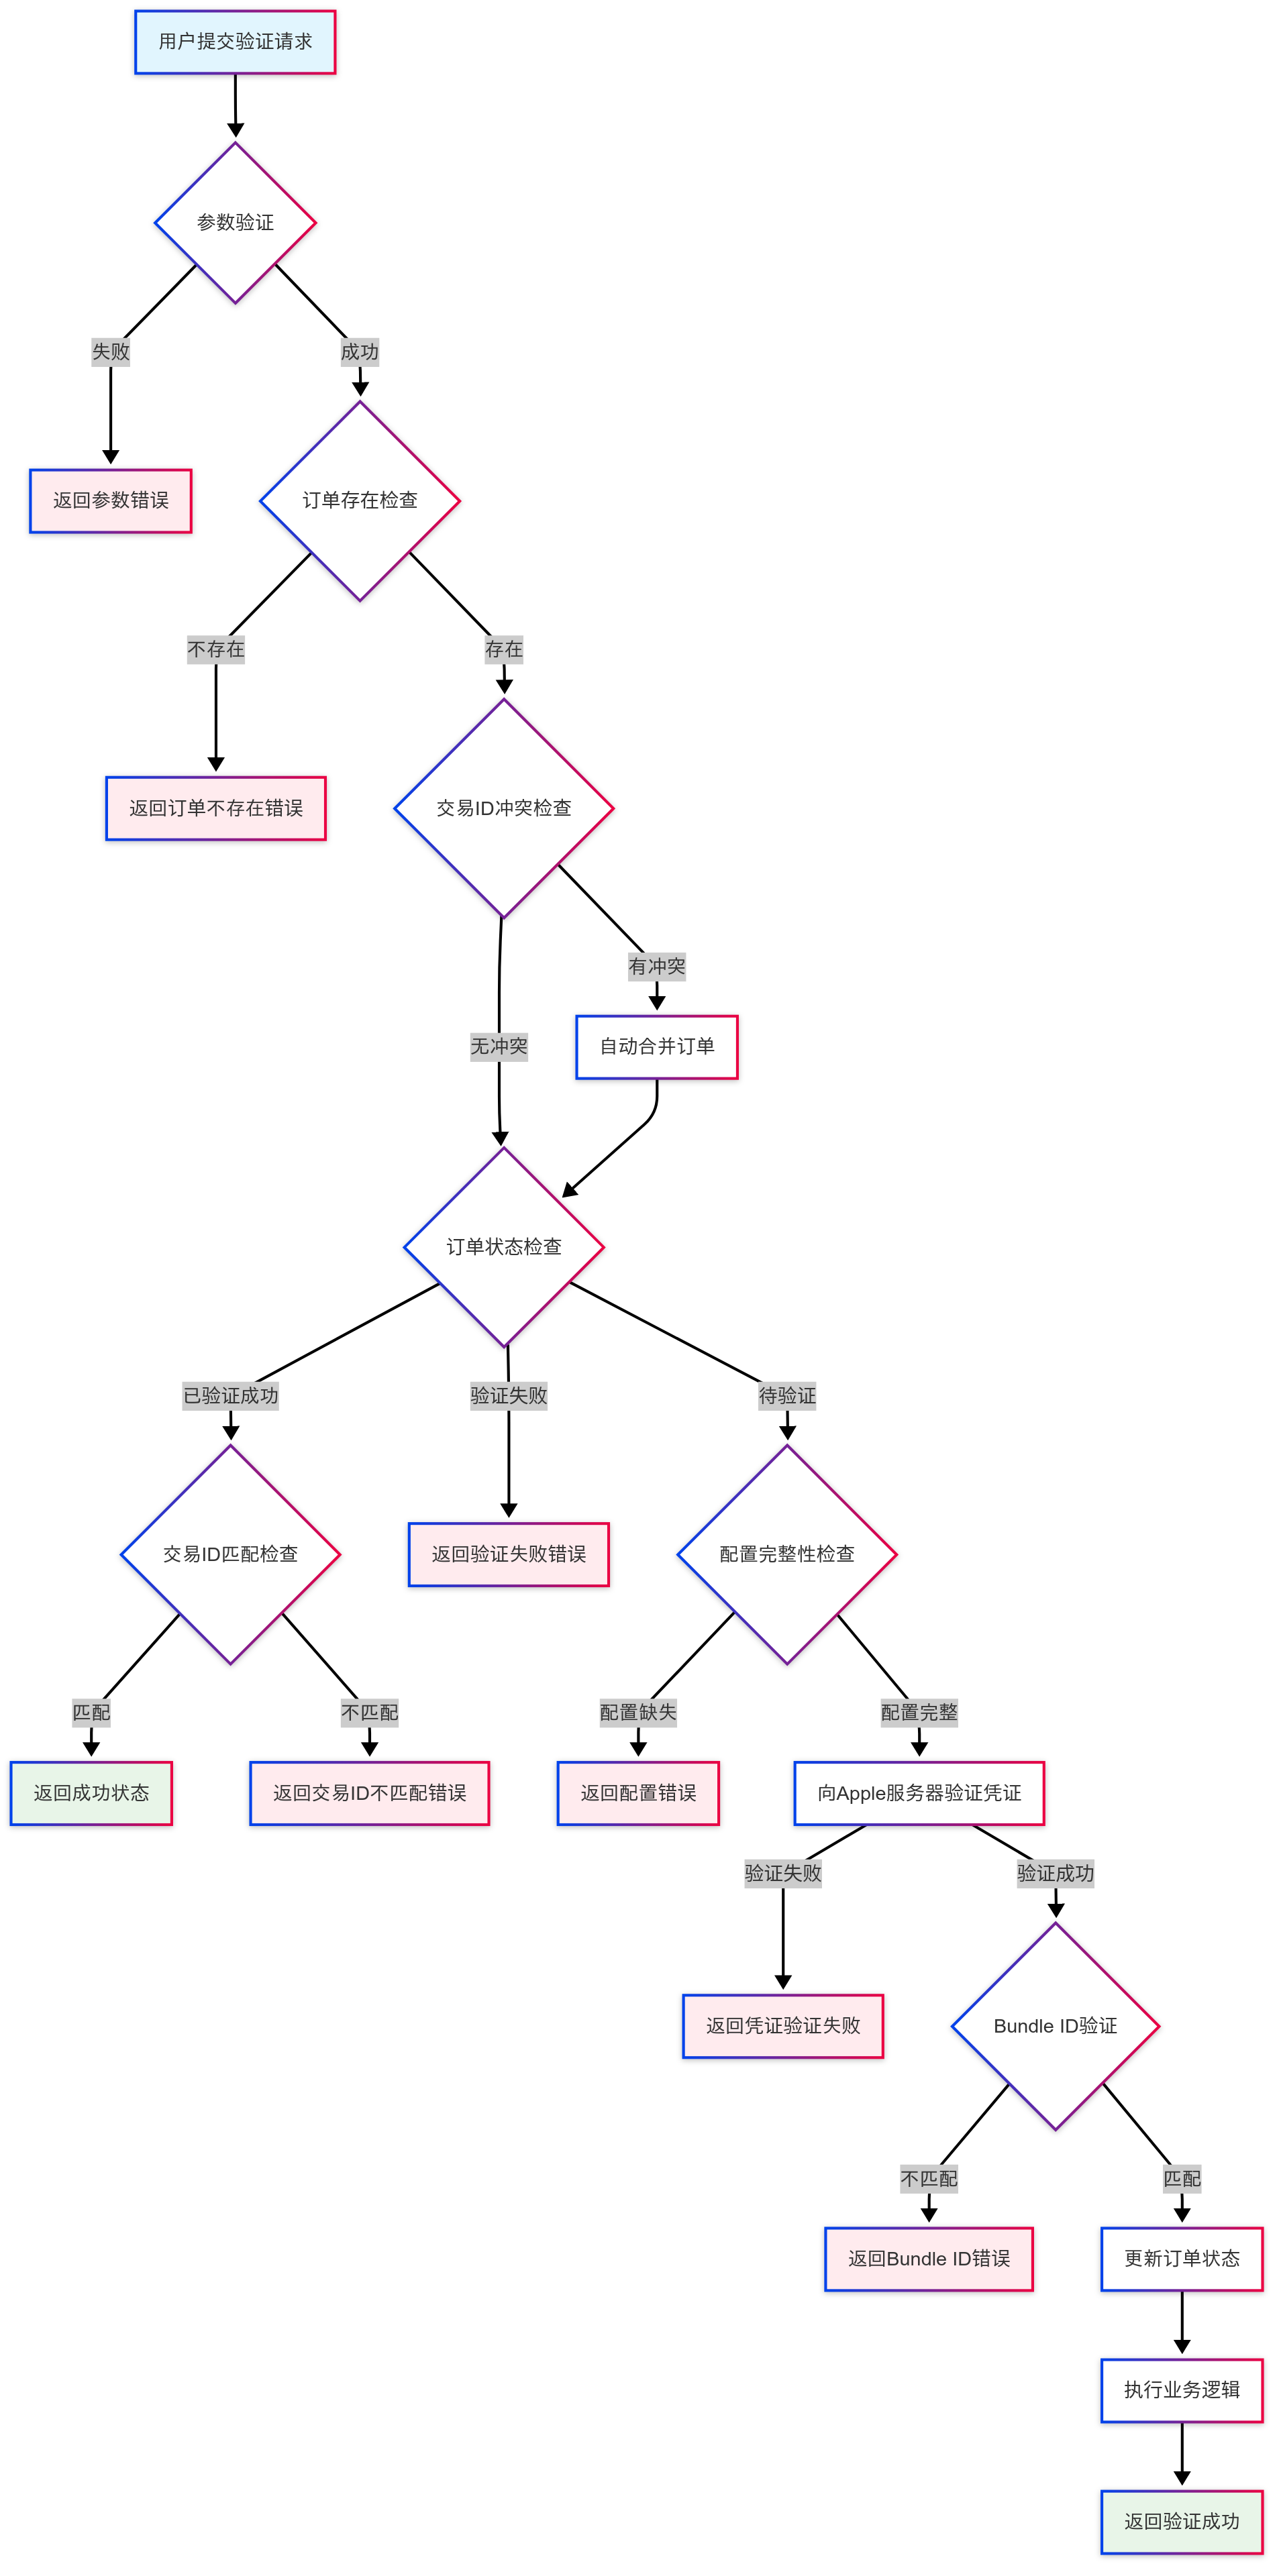 用户提交验证请求
参数验证
失败
成功
返回参数错误
订单存在检查
不存在
存在
返回订单不存在错误
交易ID冲突检查
有冲突
无冲突
自动合并订单
订单状态检查
已验证成功
验证失败
待验证
交易ID匹配检查
返回验证失败错误
配置完整性检查
匹配
不匹配
配置缺失
配置完整
返回成功状态
返回交易ID不匹配错误
返回配置错误
向Apple服务器验证凭证
验证失败
验证成功
返回凭证验证失败
Bundle ID验证
不匹配
匹配
返回Bundle ID错误
更新订单状态
执行业务逻辑
返回验证成功